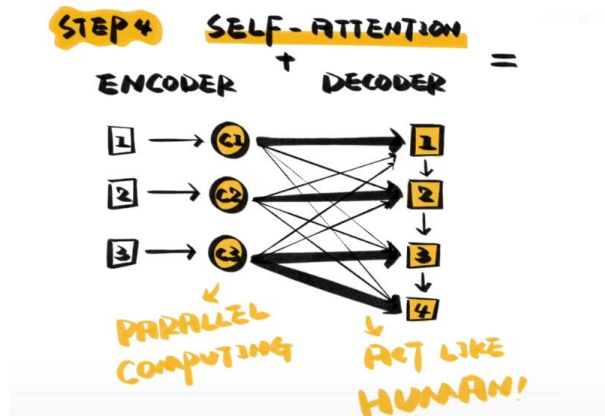 STEP 4 SELF-ATTENTION
+ =
ENCODER DECODER
1 C1 1
2 C2 2
3 C3 3
4
PARALLEL
COMPUTING
ACT LIKE
HUMAN!